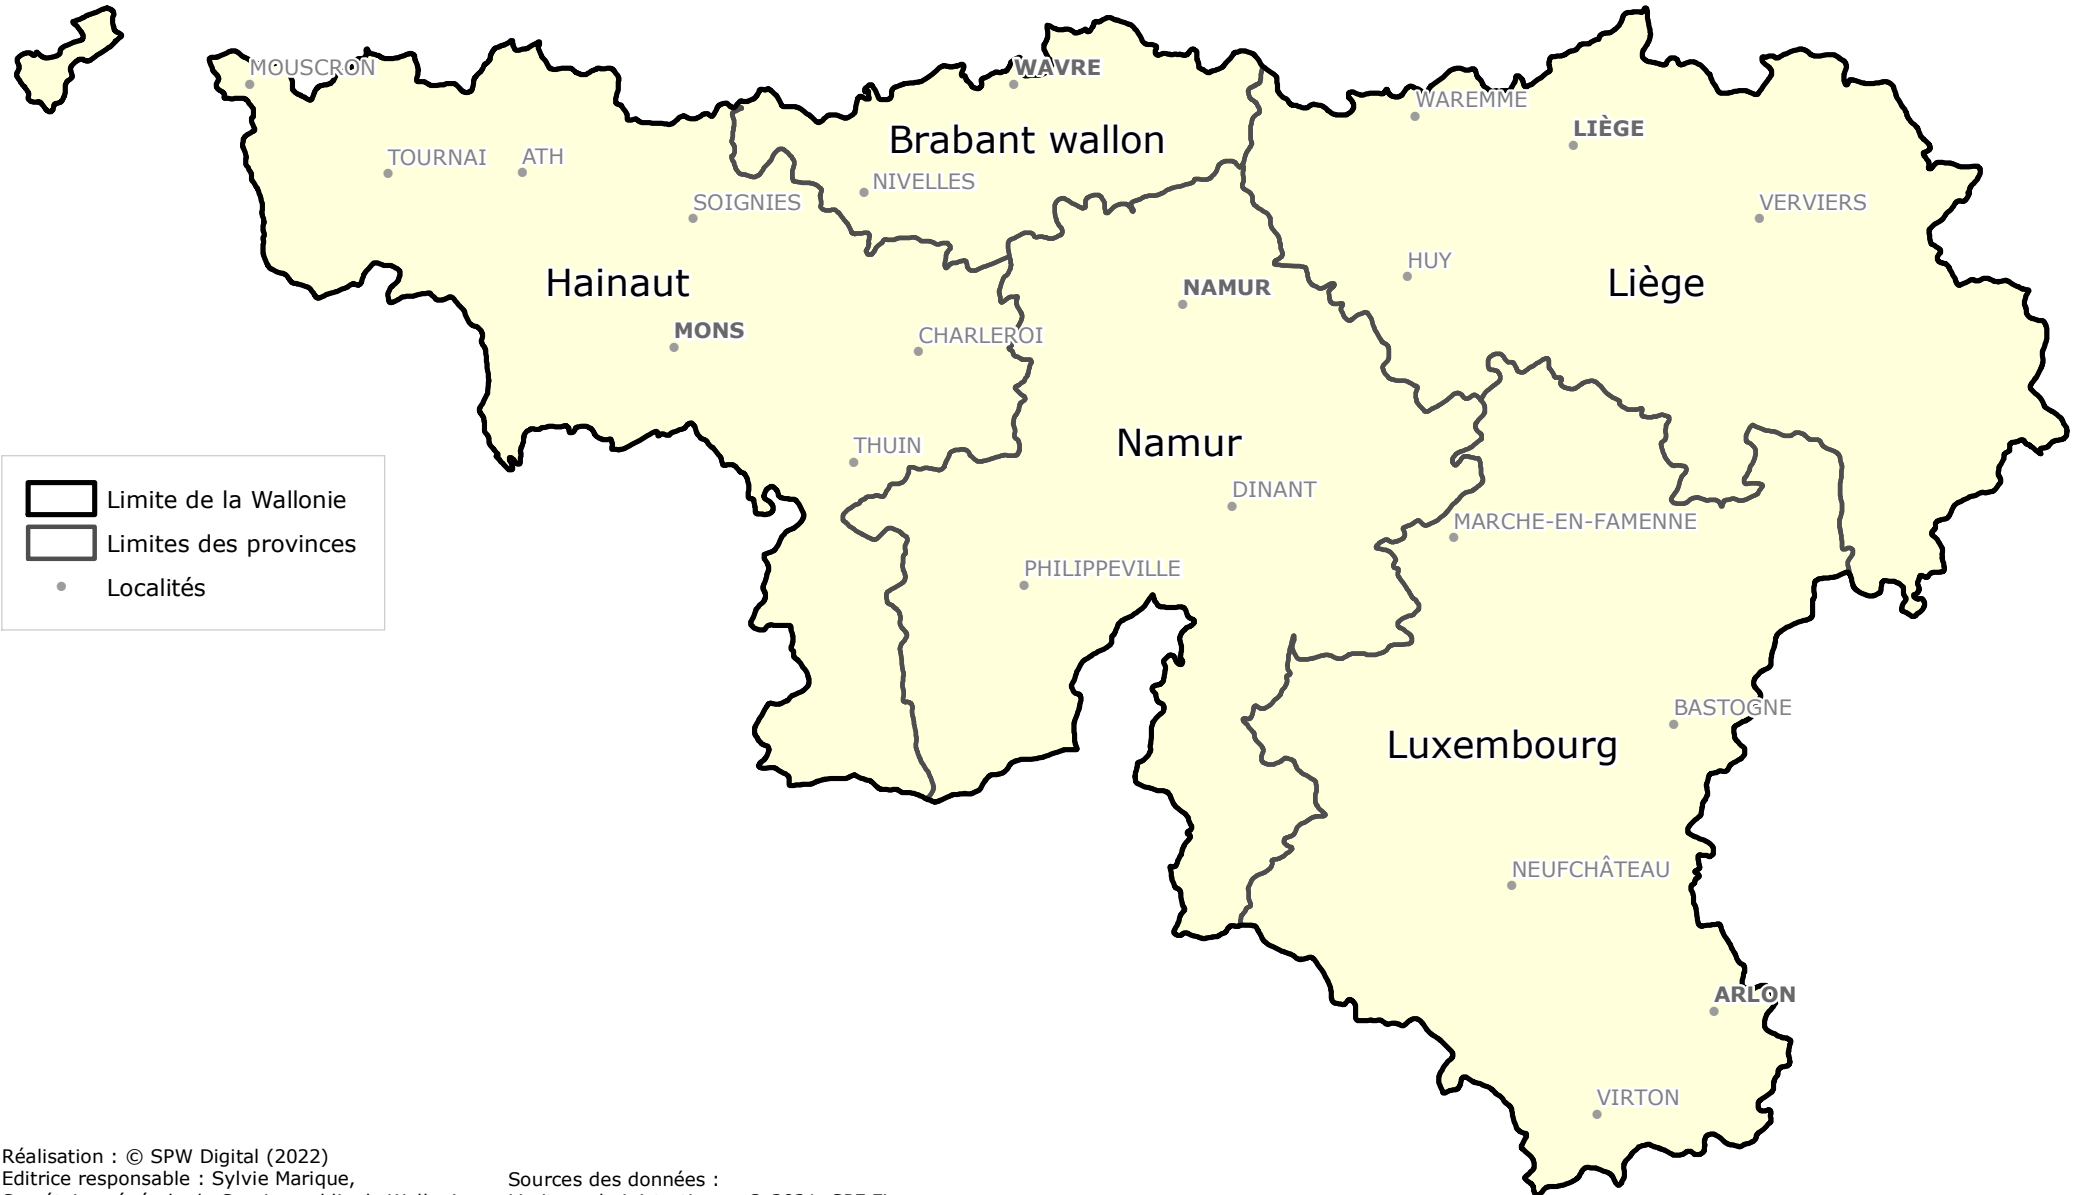 MOUSCRON
WAVRE
WAREMME
LIÈGE
Brabant wallon
TOURNAI
ATH
NIVELLES
SOIGNIES
VERVIERS
HUY
Hainaut
NAMUR
Liège
MONS
CHARLEROI
THUIN
Namur
DINANT
Limite de la Wallonie
MARCHE-EN-FAMENNE
Limites des provinces
PHILIPPEVILLE
Localités
BASTOGNE
Luxembourg
NEUFCHÂTEAU
ARLON
VIRTON
Réalisation : © SPW Digital (2022)
Editrice responsable : Sylvie Marique,
Sources des données :